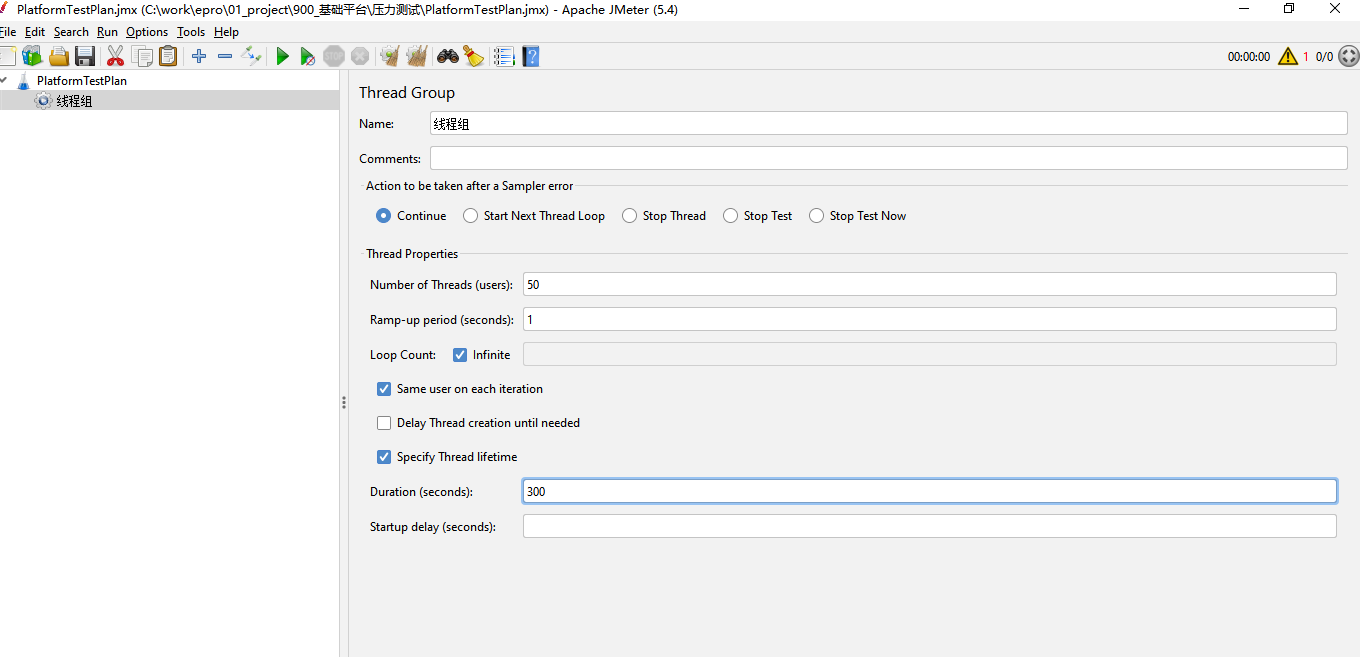 PlatformTestPlan.jmx (C:\work\epro\01_project\900_基础平台\压力测试\PlatformTestPlan.jmx) - Apache JMeter (5.4)
File Edit Search Run Options Tools Help
STOP
00:00:00 1 0/0
PlatformTestPlan
线程组
Thread Group
Name: 线程组
Comments:
Action to be taken after a Sampler error
Continue Start Next Thread Loop Stop Thread Stop Test Stop Test Now
Thread Properties
Number of Threads (users): 50
Ramp-up period (seconds): 1
Loop Count: Infinite
Same user on each iteration
Delay Thread creation until needed
Specify Thread lifetime
Duration (seconds): 300
Startup delay (seconds):